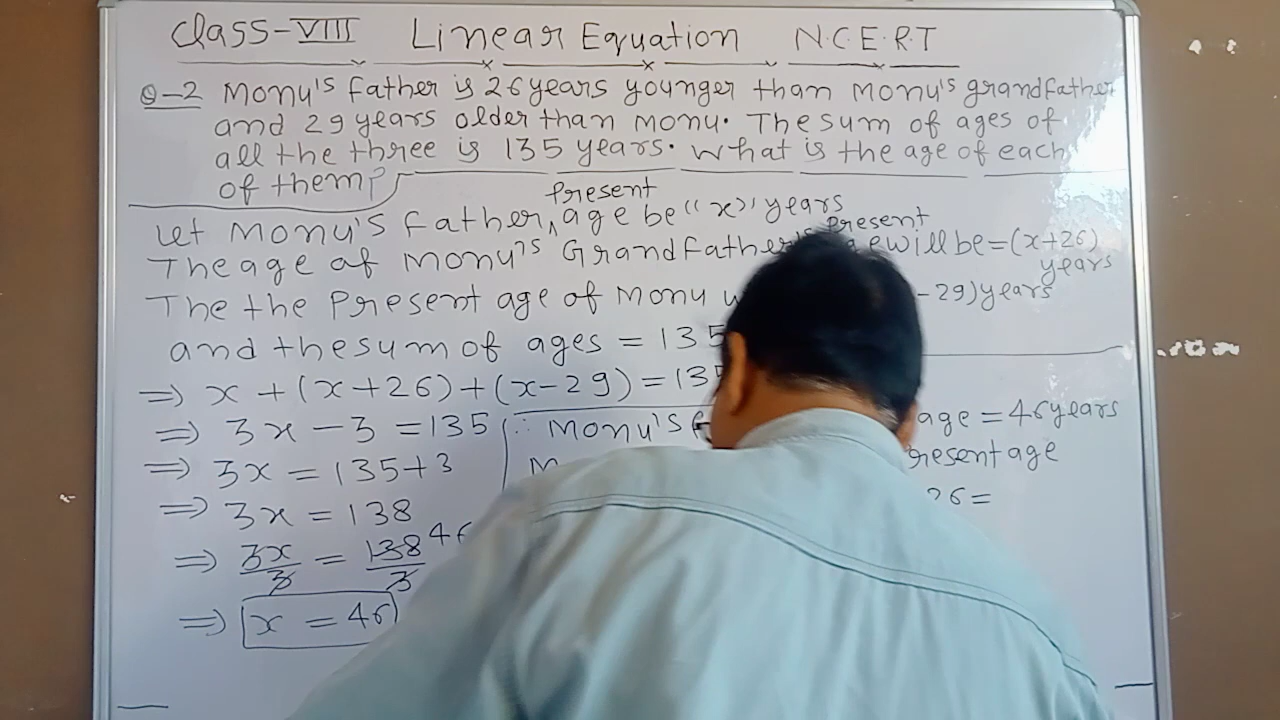 Class-VIII Linear Equation N.C.E.R.T
Q-2 Monu's father is 26 years younger than Monu's grandfather
and 29 years older than Monu. The sum of ages of
all the three is 135 years. What is the age of each
of them?
Present
Let Monu's Father, age be "x" years
Present
The age of Monu's GrandFather's will be = (x+26)
years
The the Present age of Monu - 29) years
and the sum of ages = 135
⇒ x + (x+26) + (x-29) = 135
⇒ 3x - 3 = 135
∴ Monu's age = 46 years
⇒ 3x = 135+3
Present age
⇒ 3x = 138
26 =
⇒ 3x/3 = 138/3 46
⇒ x = 46